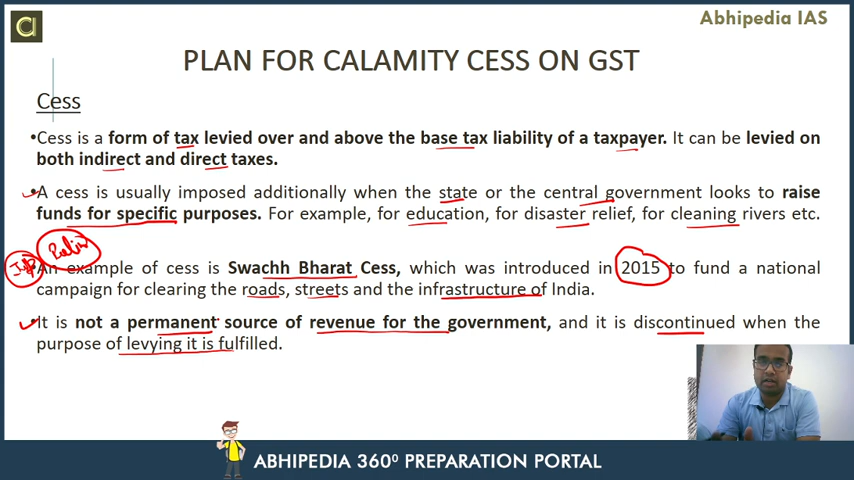 Abhipedia IAS
PLAN FOR CALAMITY CESS ON GST
Cess
•Cess is a form of tax levied over and above the base tax liability of a taxpayer. It can be levied on
both indirect and direct taxes.
•A cess is usually imposed additionally when the state or the central government looks to raise
funds for specific purposes. For example, for education, for disaster relief, for cleaning rivers etc.
An example of cess is Swachh Bharat Cess, which was introduced in 2015 to fund a national
campaign for clearing the roads, streets and the infrastructure of India.
•It is not a permanent source of revenue for the government, and it is discontinued when the
purpose of levying it is fulfilled.
ABHIPEDIA 360⁰ PREPARATION PORTAL